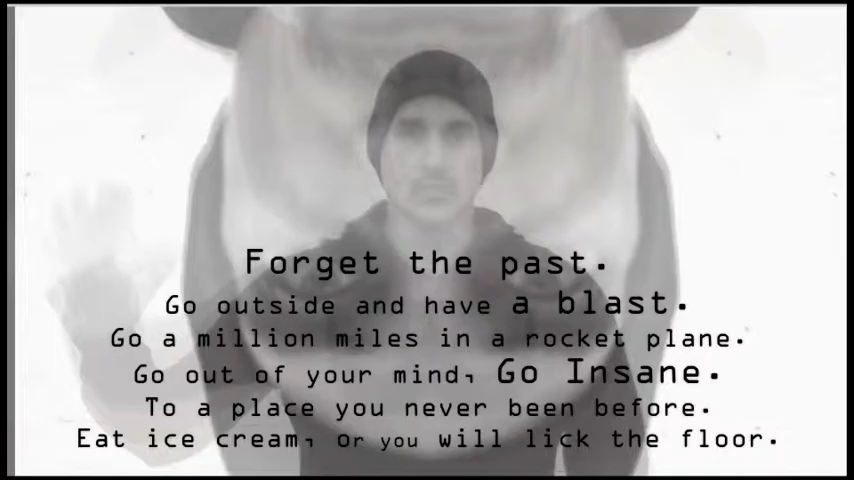 Forget the past.
Go outside and have a blast.
Go a million miles in a rocket plane.
Go out of your mind, Go Insane.
To a place you never been before.
Eat ice cream, or you will lick the floor.